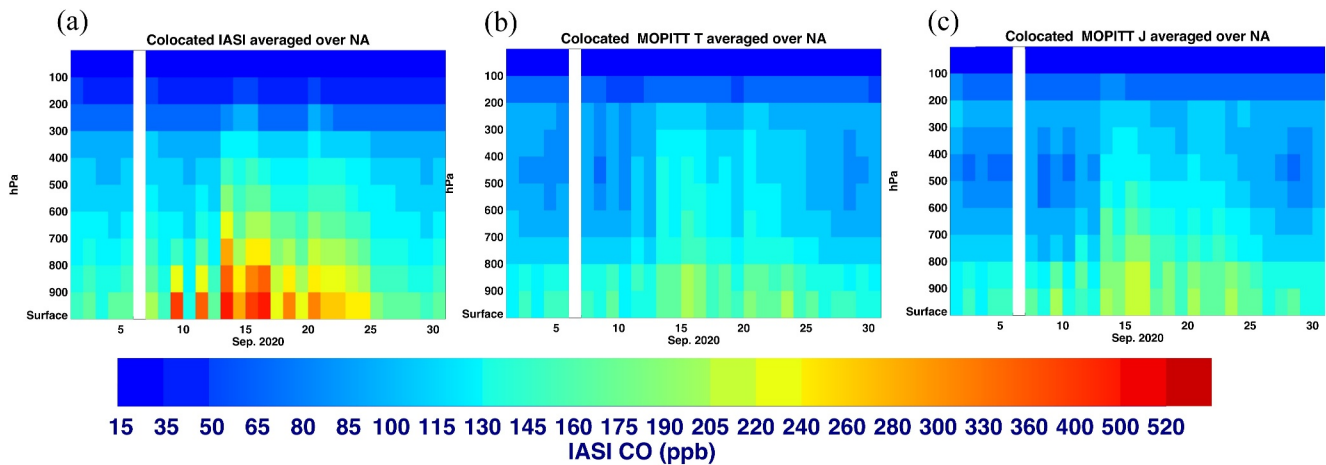 (a)
Colocated IASI averaged over NA
100
200
300
400
500
600
700
800
900
Surface
hPa
5 10 15 20 25 30
Sep. 2020
(b)
Colocated MOPITT T averaged over NA
100
200
300
400
500
600
700
800
900
Surface
hPa
5 10 15 20 25 30
Sep. 2020
(c)
Colocated MOPITT J averaged over NA
100
200
300
400
500
600
700
800
900
Surface
hPa
5 10 15 20 25 30
Sep. 2020
15 35 50 65 80 85 100 115 130 145 160 175 190 205 220 240 260 280 300 330 360 400 500 520
IASI CO (ppb)